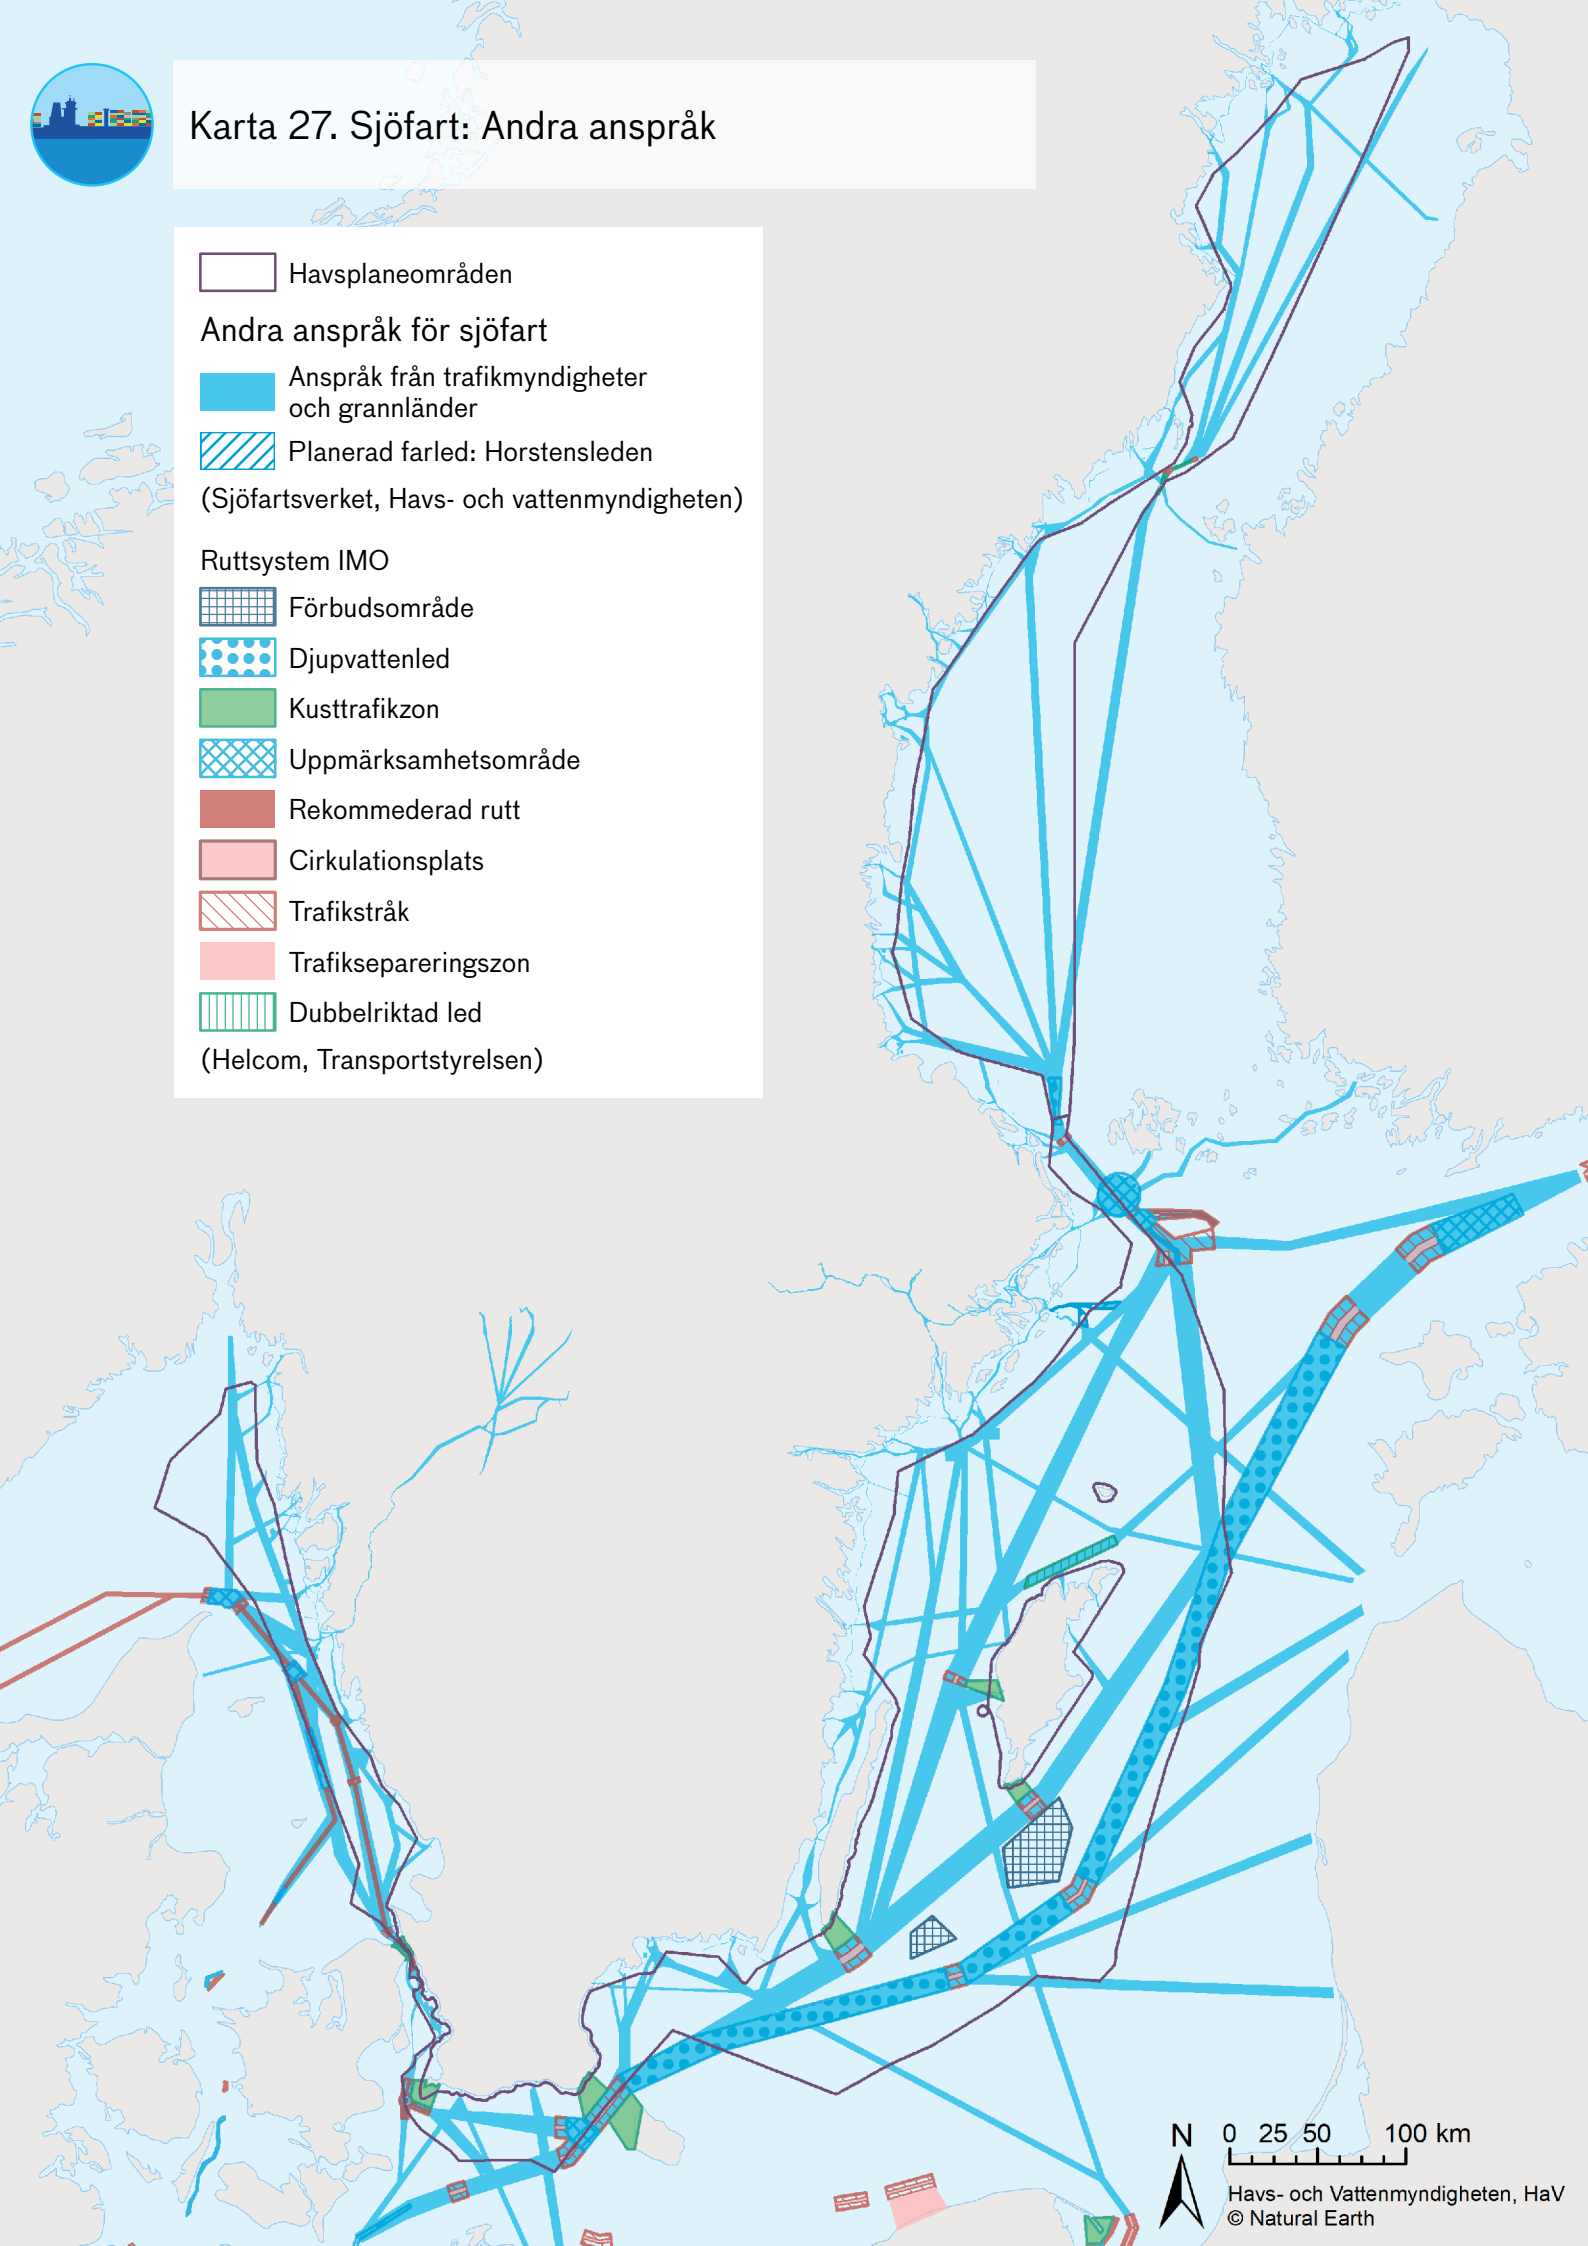 Karta 27. Sjöfart: Andra anspråk
Havsplaneområden
Andra anspråk för sjöfart
Anspråk från trafikmyndigheter
och grannländer
Planerad farled: Horstensleden
(Sjöfartsverket, Havs- och vattenmyndigheten)
Ruttsystem IMO
Förbudsområde
Djupvattenled
Kusttrafikzon
Uppmärksamhetsområde
Rekommederad rutt
Cirkulationsplats
Trafikstråk
Trafiksepareringszon
Dubbelriktad led
(Helcom, Transportstyrelsen)
N
0 25 50 100 km
Havs- och Vattenmyndigheten, HaV
© Natural Earth